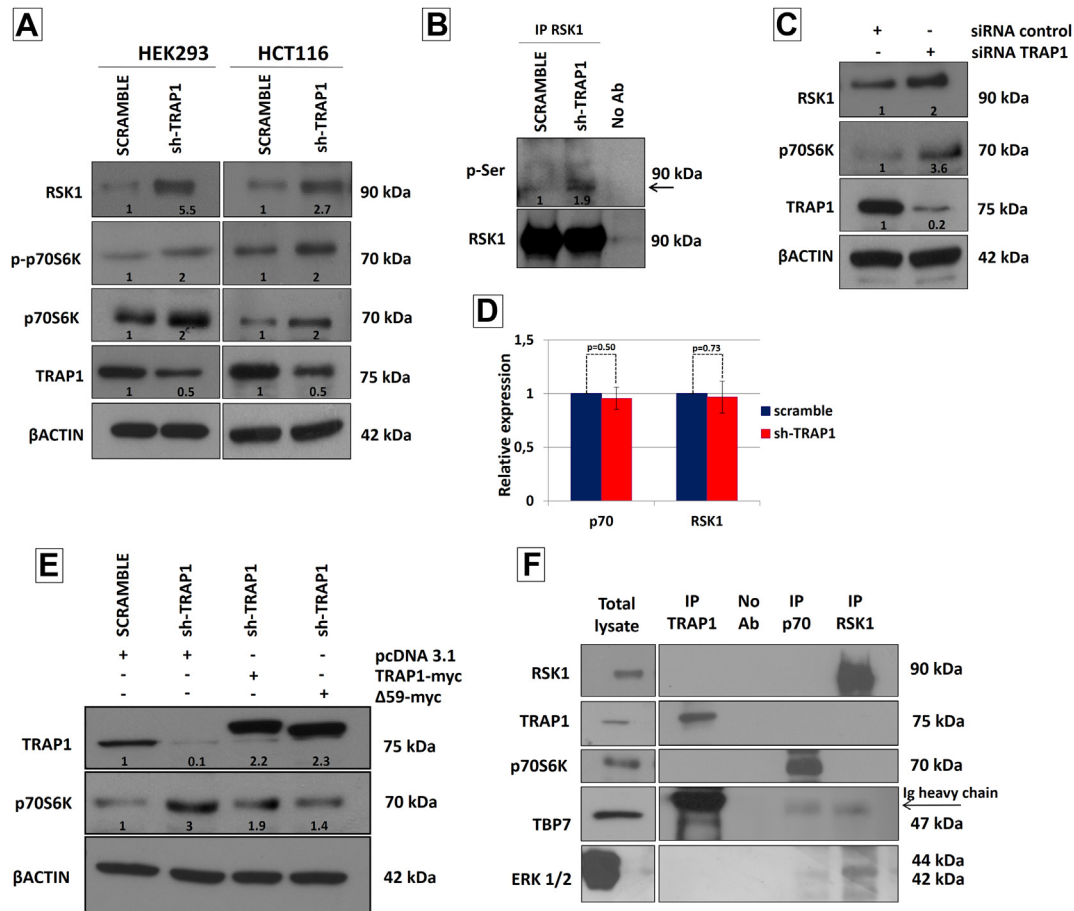 A
HEK293 HCT116
SCRAMBLE sh-TRAP1 SCRAMBLE sh-TRAP1
RSK1 1 5.5 1 2.7 90 kDa
p-p70S6K 1 2 1 2 70 kDa
p70S6K 1 2 1 2 70 kDa
TRAP1 1 0.5 1 0.5 75 kDa
βACTIN 42 kDa
B
IP RSK1
SCRAMBLE sh-TRAP1 No Ab
p-Ser 1 1.9 90 kDa
RSK1 90 kDa
C
+ - siRNA control
- + siRNA TRAP1
RSK1 1 2 90 kDa
p70S6K 1 3.6 70 kDa
TRAP1 1 0.2 75 kDa
βACTIN 42 kDa
D
Relative expression
1,5
1
0,5
0
p=0.50 p=0.73
p70 RSK1
scramble
sh-TRAP1
E
SCRAMBLE sh-TRAP1 sh-TRAP1 sh-TRAP1
+ + - - pcDNA 3.1
- - + - TRAP1-myc
- - - + Δ59-myc
TRAP1 1 0.1 2.2 2.3 75 kDa
p70S6K 1 3 1.9 1.4 70 kDa
βACTIN 42 kDa
F
Total lysate IP TRAP1 No Ab IP p70 IP RSK1
RSK1 90 kDa
TRAP1 75 kDa
p70S6K 70 kDa
Ig heavy chain
TBP7 47 kDa
ERK 1/2 44 kDa
42 kDa